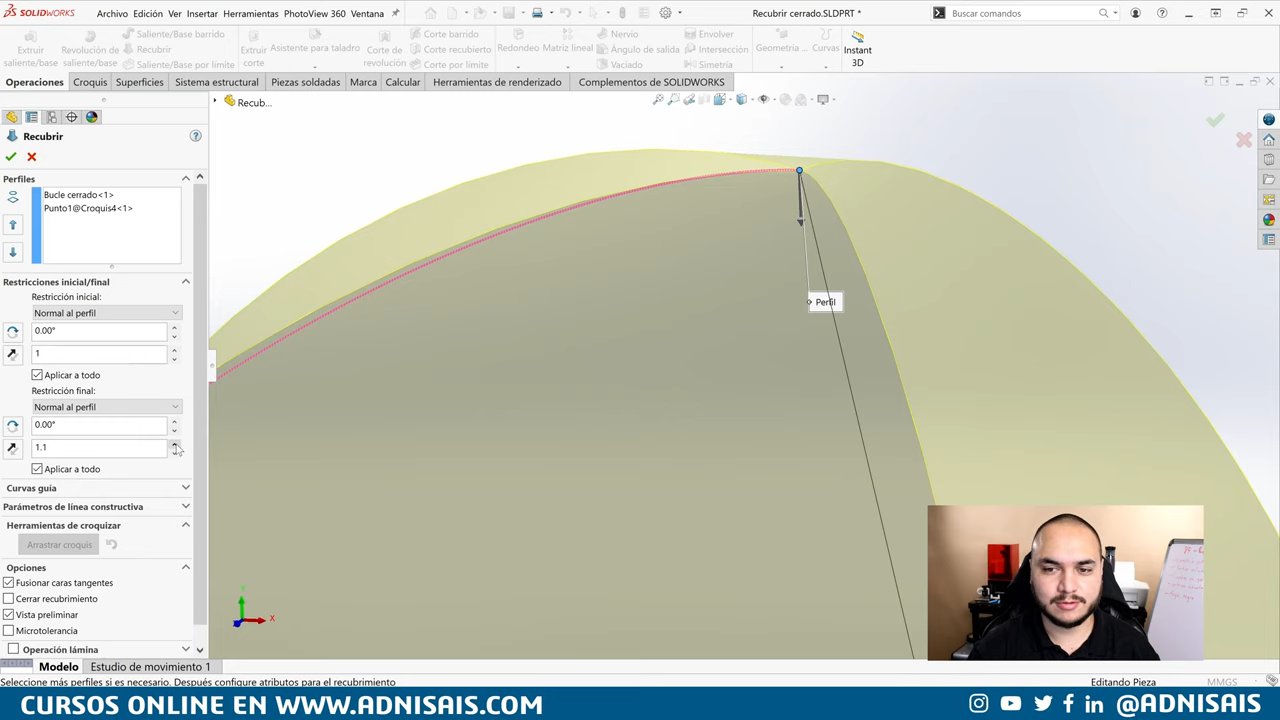 SOLIDWORKS
Archivo Edición Ver Insertar Herramientas PhotoView 360 Ventana
Recubrir cerrado.SLDPRT *
Buscar comandos
Extruir saliente/base
Revolución de saliente/base
Saliente/Base barrido
Recubrir
Saliente/Base por límite
Extruir corte
Asistente para taladro
Corte de revolución
Corte barrido
Corte recubierto
Corte por límite
Redondeo
Matriz lineal
Nervio
Ángulo de salida
Vaciado
Envolver
Intersección
Simetría
Geometría ...
Curvas
Instant 3D
Operaciones Croquis Superficies Sistema estructural Piezas soldadas Marca Calcular Herramientas de renderizado Complementos de SOLIDWORKS
Recub...
Recubrir
Perfiles
Bucle cerrado<1>
Punto1@Croquis4<1>
Restricciones inicial/final
Restricción inicial:
Normal al perfil
0.00°
1
Aplicar a todo
Restricción final:
Normal al perfil
0.00°
1.1
Aplicar a todo
Curvas guía
Parámetros de línea constructiva
Herramientas de croquizar
Arrastrar croquis
Opciones
Fusionar caras tangentes
Cerrar recubrimiento
Vista preliminar
Microtolerancia
Operación lámina
Perfil
X
Modelo Estudio de movimiento 1
Seleccione más perfiles si es necesario. Después configure atributos para el recubrimiento
Editando Pieza
MMGS
CURSOS ONLINE EN WWW.ADNISAIS.COM
@ADNISAIS